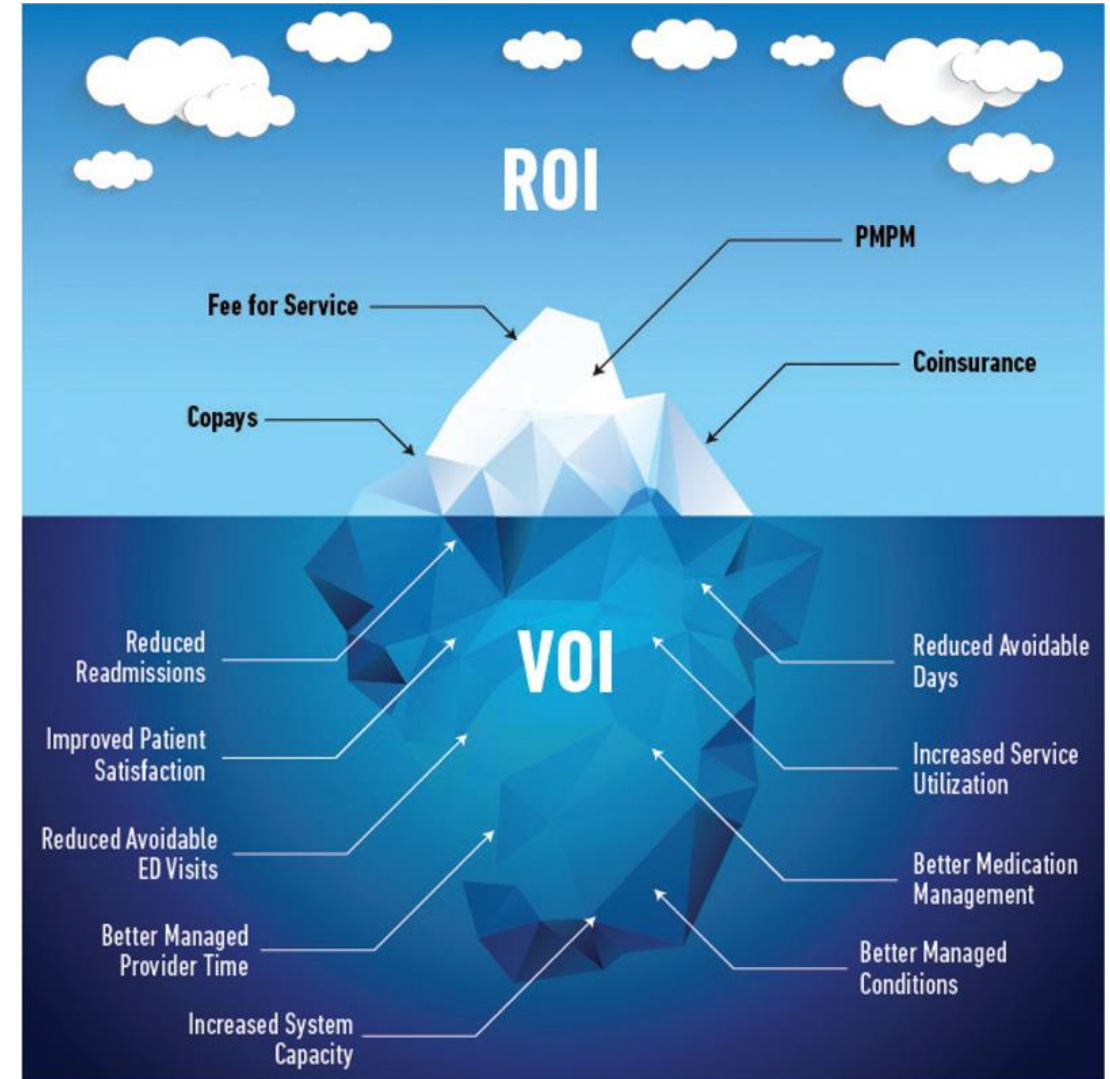 ROI
PMPM
Fee for Service
Coinsurance
Copays
VOI
Reduced
Readmissions
Improved Patient
Satisfaction
Reduced Avoidable
ED Visits
Better Managed
Provider Time
Increased System
Capacity
Reduced Avoidable
Days
Increased Service
Utilization
Better Medication
Management
Better Managed
Conditions